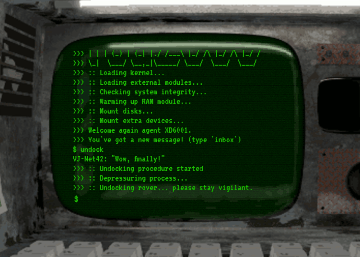 >>> :: Loading kernel...
>>> :: Loading external modules...
>>> :: Checking system integrity...
>>> :: Warming up RAM module...
>>> :: Mount disks...
>>> :: Mount extra devices...
>>> Welcome again agent XD6001.
>>> You've got a new message! (type 'inbox')
$ undock
VJ-Net42: "Wow, finally!"
>>> :: Undocking procedure started
>>> :: Depressuring process...
>>> :: Undocking rover... please stay vigilant.
$